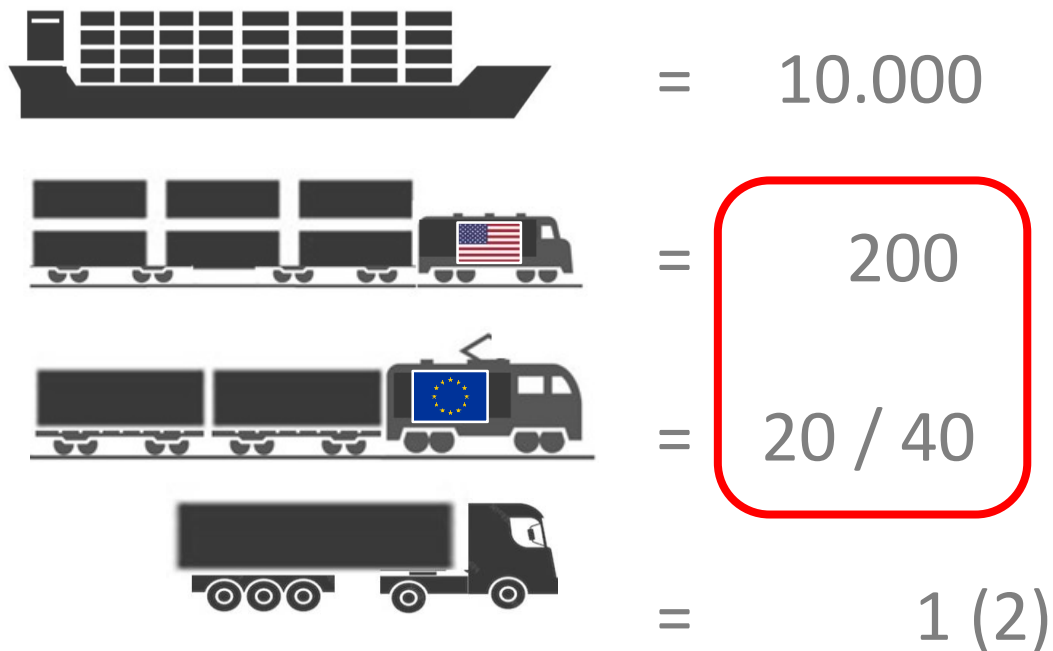 = 10.000
= 200
= 20 / 40
= 1 (2)